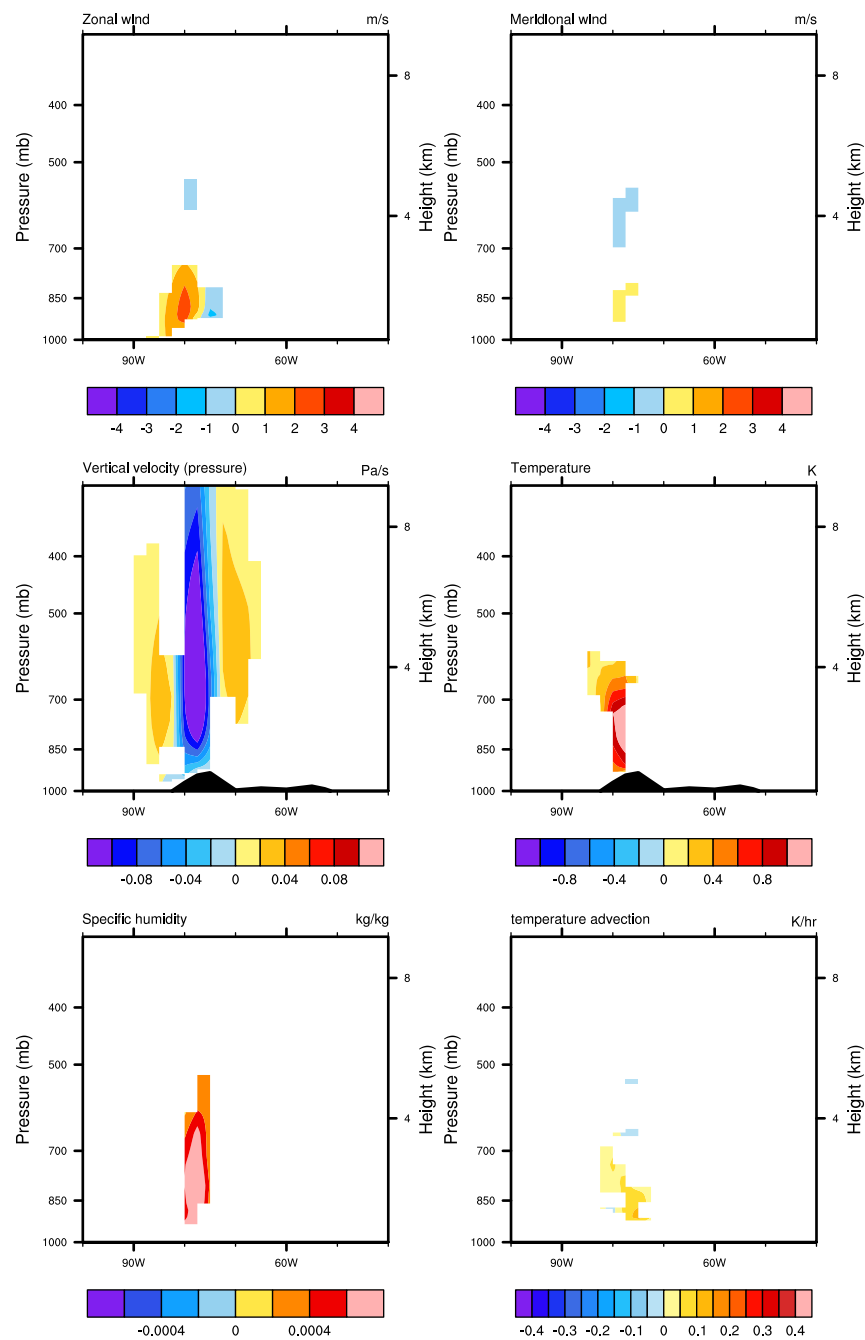 Zonal wind m/s
Pressure (mb)
Height (km)
400
500
700
850
1000
8
4
90W 60W
-4 -3 -2 -1 0 1 2 3 4
Meridional wind m/s
Pressure (mb)
Height (km)
400
500
700
850
1000
8
4
90W 60W
-4 -3 -2 -1 0 1 2 3 4
Vertical velocity (pressure) Pa/s
Pressure (mb)
Height (km)
400
500
700
850
1000
8
4
90W 60W
-0.08 -0.04 0 0.04 0.08
Temperature K
Pressure (mb)
Height (km)
400
500
700
850
1000
8
4
90W 60W
-0.8 -0.4 0 0.4 0.8
Specific humidity kg/kg
Pressure (mb)
Height (km)
400
500
700
850
1000
8
4
90W 60W
-0.0004 0 0.0004
temperature advection K/hr
Pressure (mb)
Height (km)
400
500
700
850
1000
8
4
90W 60W
-0.4 -0.3 -0.2 -0.1 0 0.1 0.2 0.3 0.4